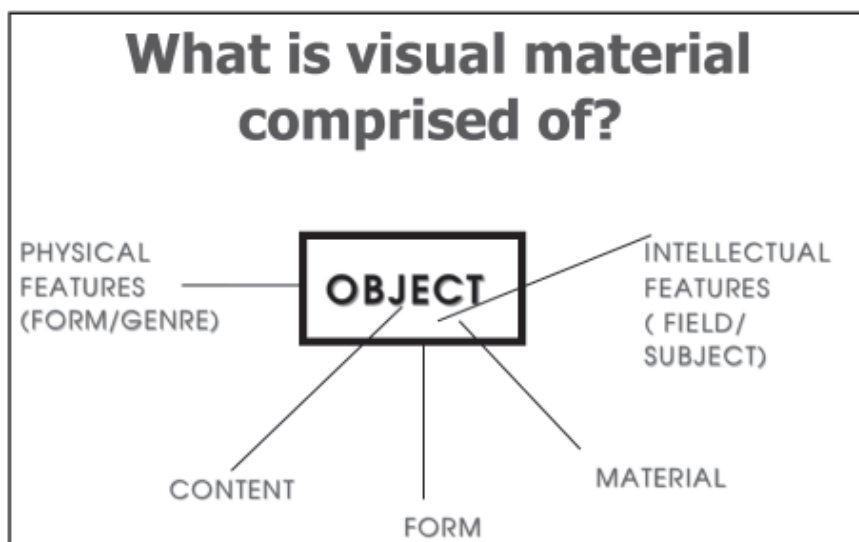 What is visual material
comprised of?
PHYSICAL
FEATURES
(FORM/GENRE)
OBJECT
INTELLECTUAL
FEATURES
( FIELD/
SUBJECT)
CONTENT
FORM
MATERIAL